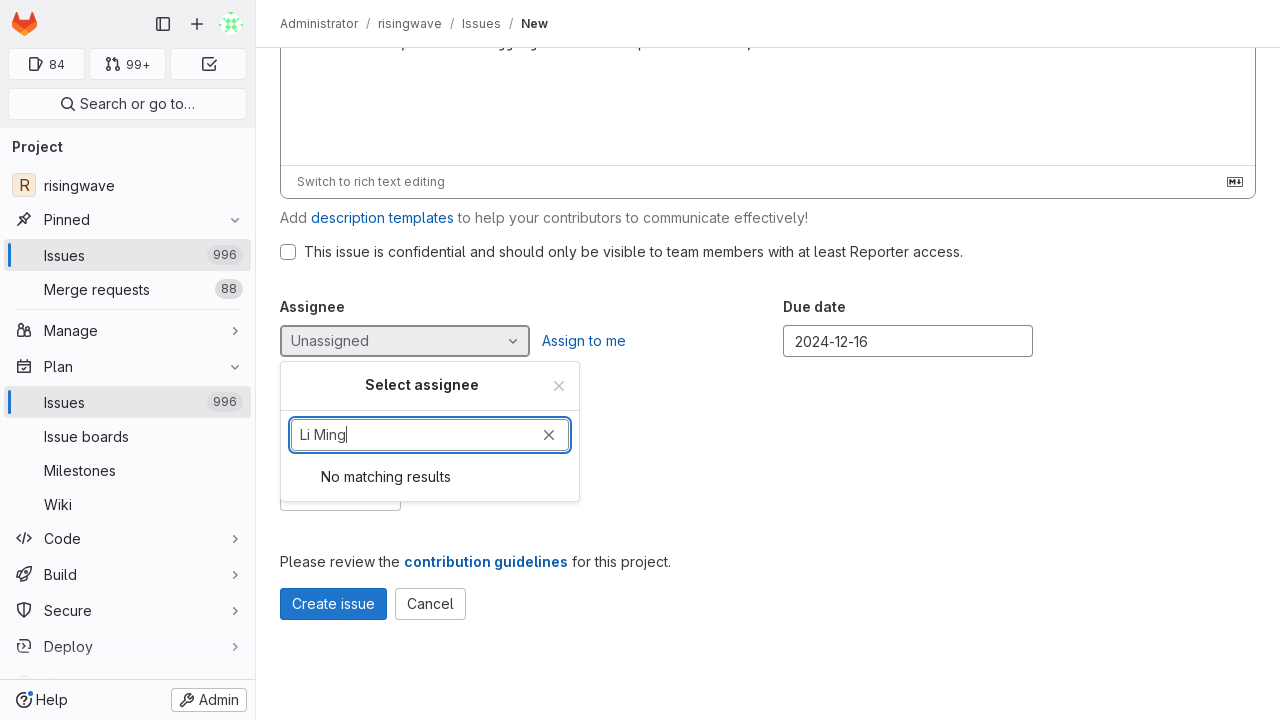 Administrator / risingwave / Issues / New
84
99+
Search or go to…
Project
R risingwave
Pinned
Issues 996
Merge requests 88
Manage
Plan
Issues 996
Issue boards
Milestones
Wiki
Code
Build
Secure
Deploy
Help
Admin
Switch to rich text editing
Add description templates to help your contributors to communicate effectively!
This issue is confidential and should only be visible to team members with at least Reporter access.
Assignee
Unassigned
Assign to me
Due date
2024-12-16
Select assignee
Li Ming
No matching results
Please review the contribution guidelines for this project.
Create issue
Cancel